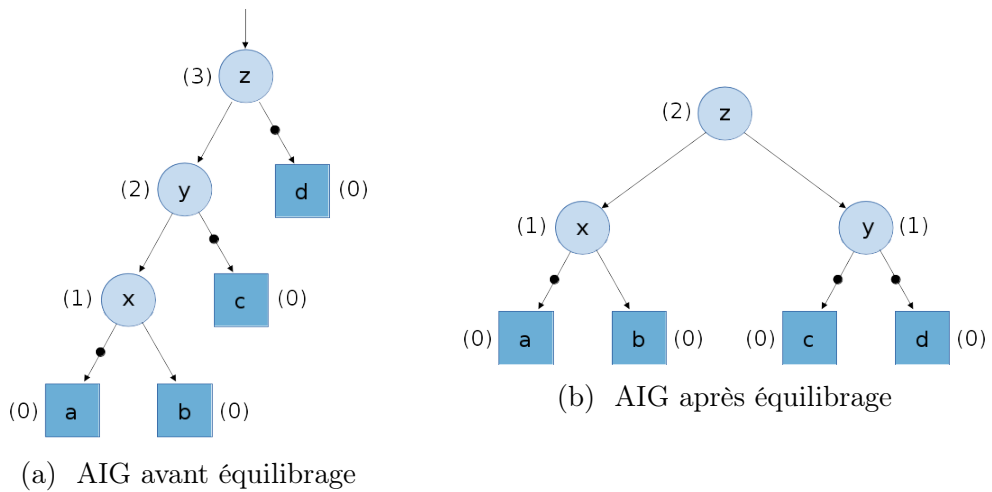 (3) z
(2) y
d (0)
(1) x
c (0)
(0) a
b (0)
(a) AIG avant équilibrage
(2) z
(1) x
y (1)
(0) a
b (0)
(0) c
d (0)
(b) AIG après équilibrage